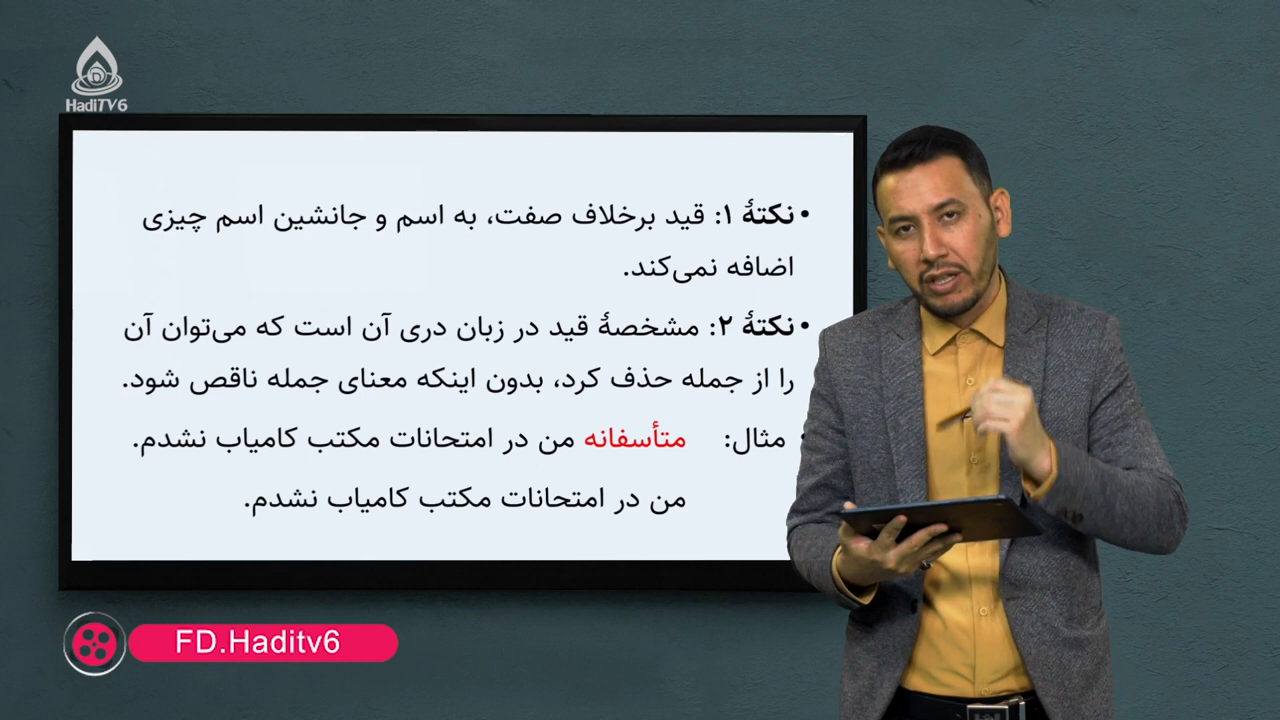 HadiTV6
• نکتهٔ ۱: قید برخلاف صفت، به اسم و جانشین اسم چیزی
اضافه نمی‌کند.
• نکتهٔ ۲: مشخصهٔ قید در زبان دری آن است که می‌توان آن
را از جمله حذف کرد، بدون اینکه معنای جمله ناقص شود.
• مثال: متأسفانه من در امتحانات مکتب کامیاب نشدم.
من در امتحانات مکتب کامیاب نشدم.
FD.Haditv6